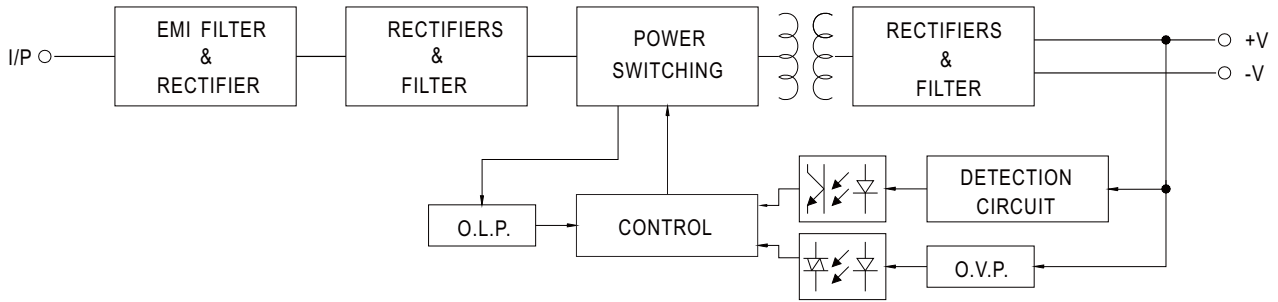 I/P
EMI FILTER
&
RECTIFIER
RECTIFIERS
&
FILTER
POWER
SWITCHING
RECTIFIERS
&
FILTER
+V
-V
O.L.P.
CONTROL
DETECTION
CIRCUIT
O.V.P.